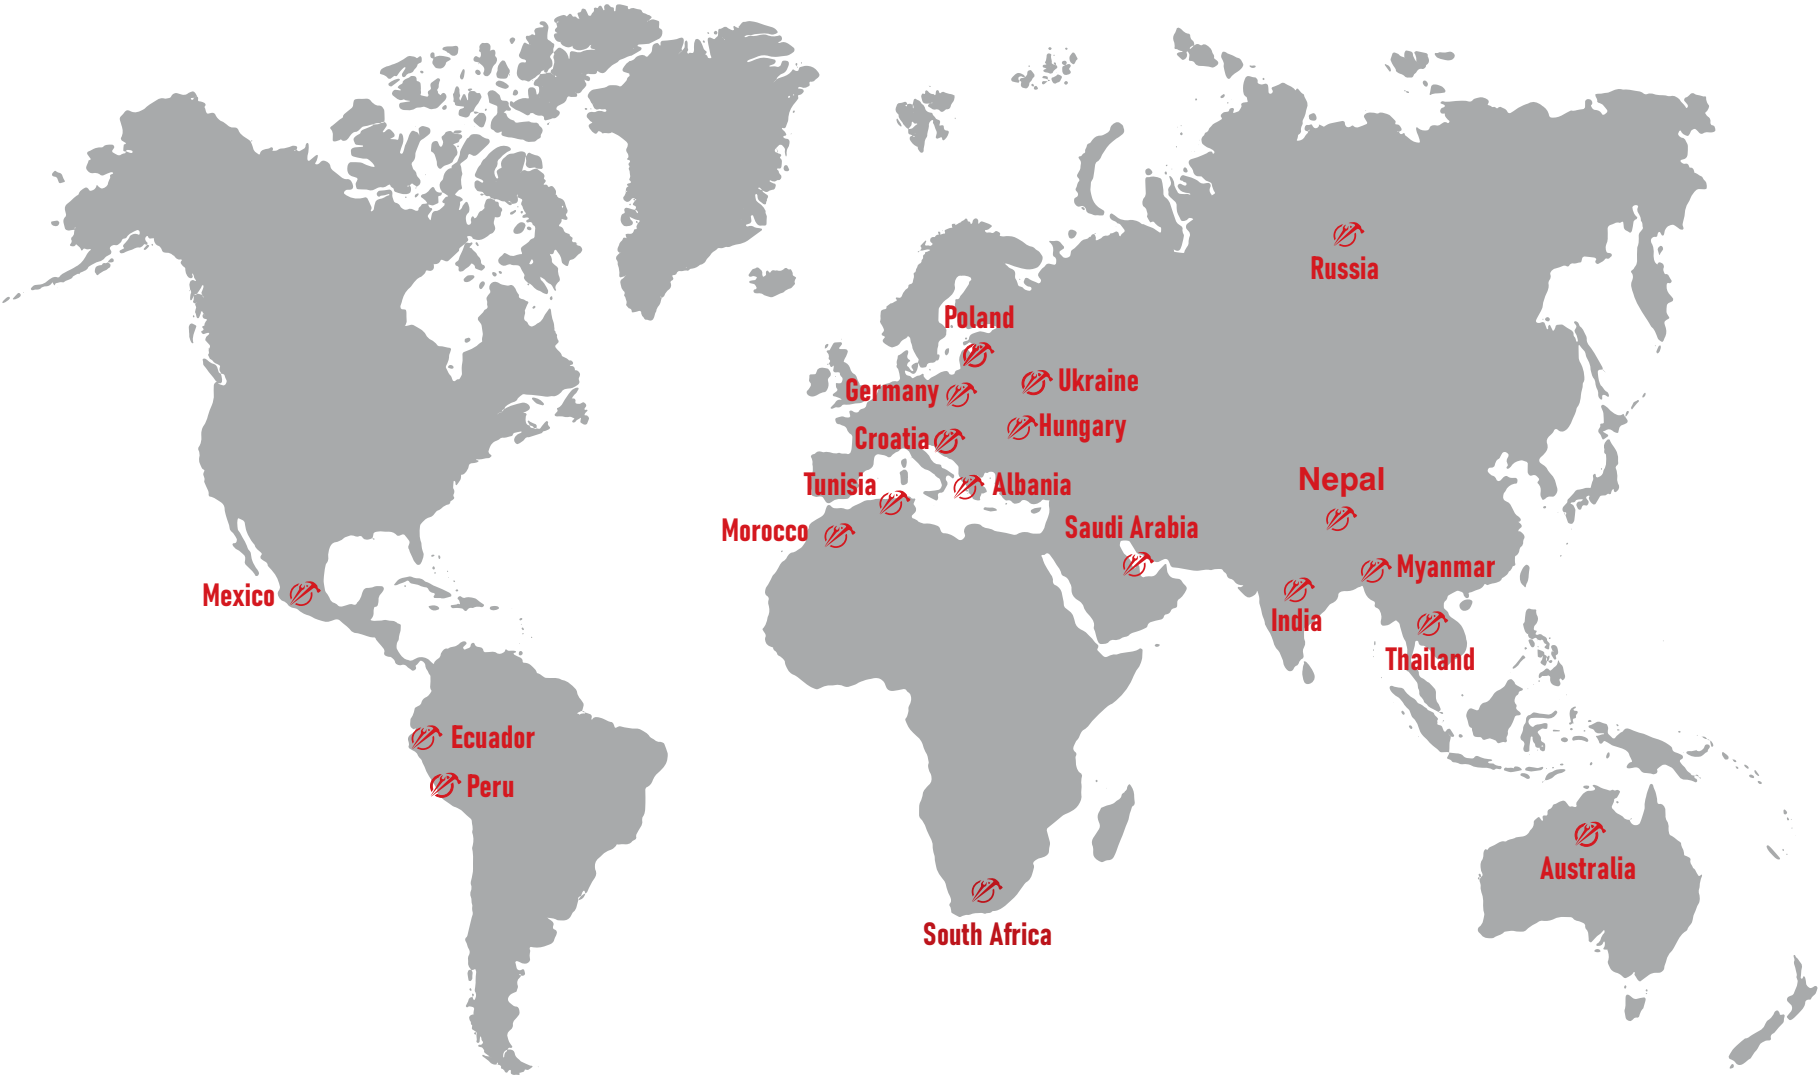 Russia
Poland
Ukraine
Germany
Hungary
Croatia
Nepal
Tunisia
Albania
Saudi Arabia
Morocco
Myanmar
Mexico
India
Thailand
Ecuador
Peru
Australia
South Africa